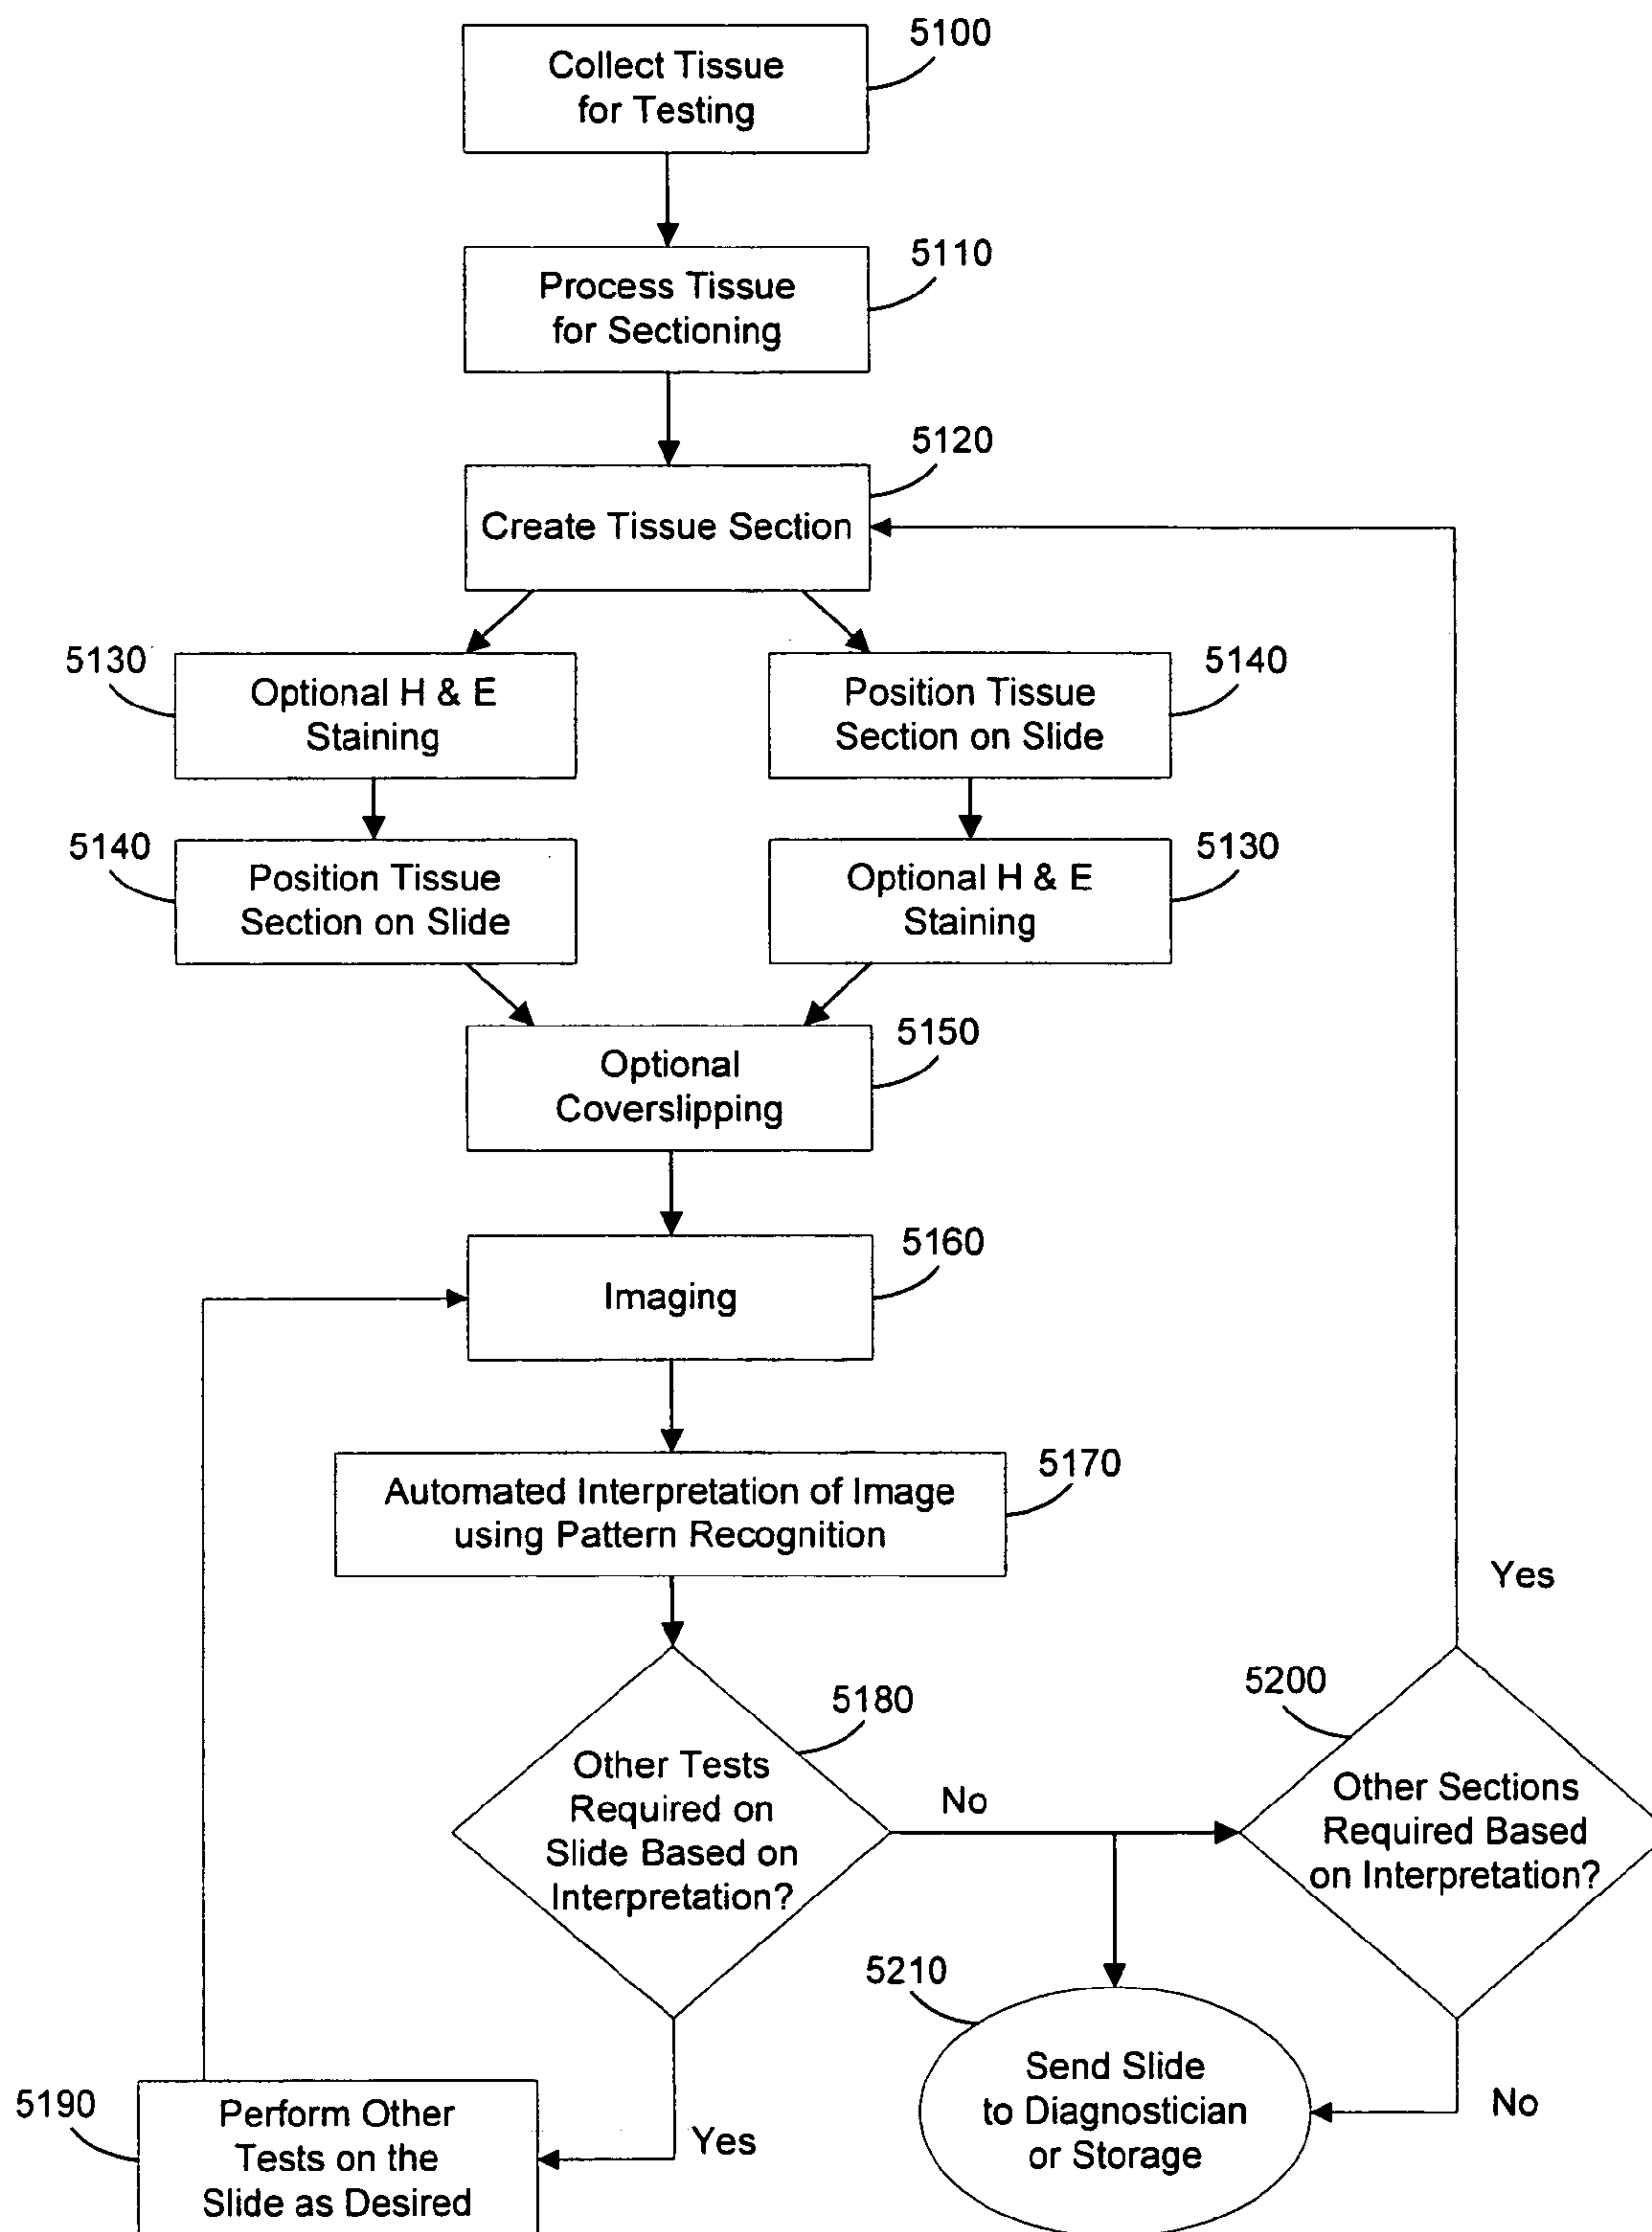 5100
Collect Tissue
for Testing
5110
Process Tissue
for Sectioning
5120
Create Tissue Section
5130
Optional H & E
Staining
5140
Position Tissue
Section on Slide
5140
Position Tissue
Section on Slide
5130
Optional H & E
Staining
5150
Optional
Coverslipping
5160
Imaging
5170
Automated Interpretation of Image
using Pattern Recognition
Yes
5180
Other Tests
Required on
Slide Based on
Interpretation?
No
5200
Other Sections
Required Based
on Interpretation?
5210
Send Slide
to Diagnostician
or Storage
No
5190
Perform Other
Tests on the
Slide as Desired
Yes